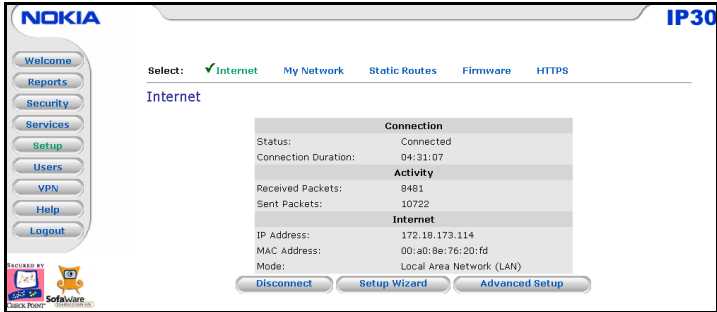 NOKIA
IP30
Welcome
Reports
Security
Services
Setup
Users
VPN
Help
Logout
Select: Internet My Network Static Routes Firmware HTTPS
Internet
Connection
Status: Connected
Connection Duration: 04:31:07
Activity
Received Packets: 8481
Sent Packets: 10722
Internet
IP Address: 172.18.173.114
MAC Address: 00:a0:8e:76:20:fd
Mode: Local Area Network (LAN)
Disconnect Setup Wizard Advanced Setup
SECURED BY
CHECK POINT
SofaWare